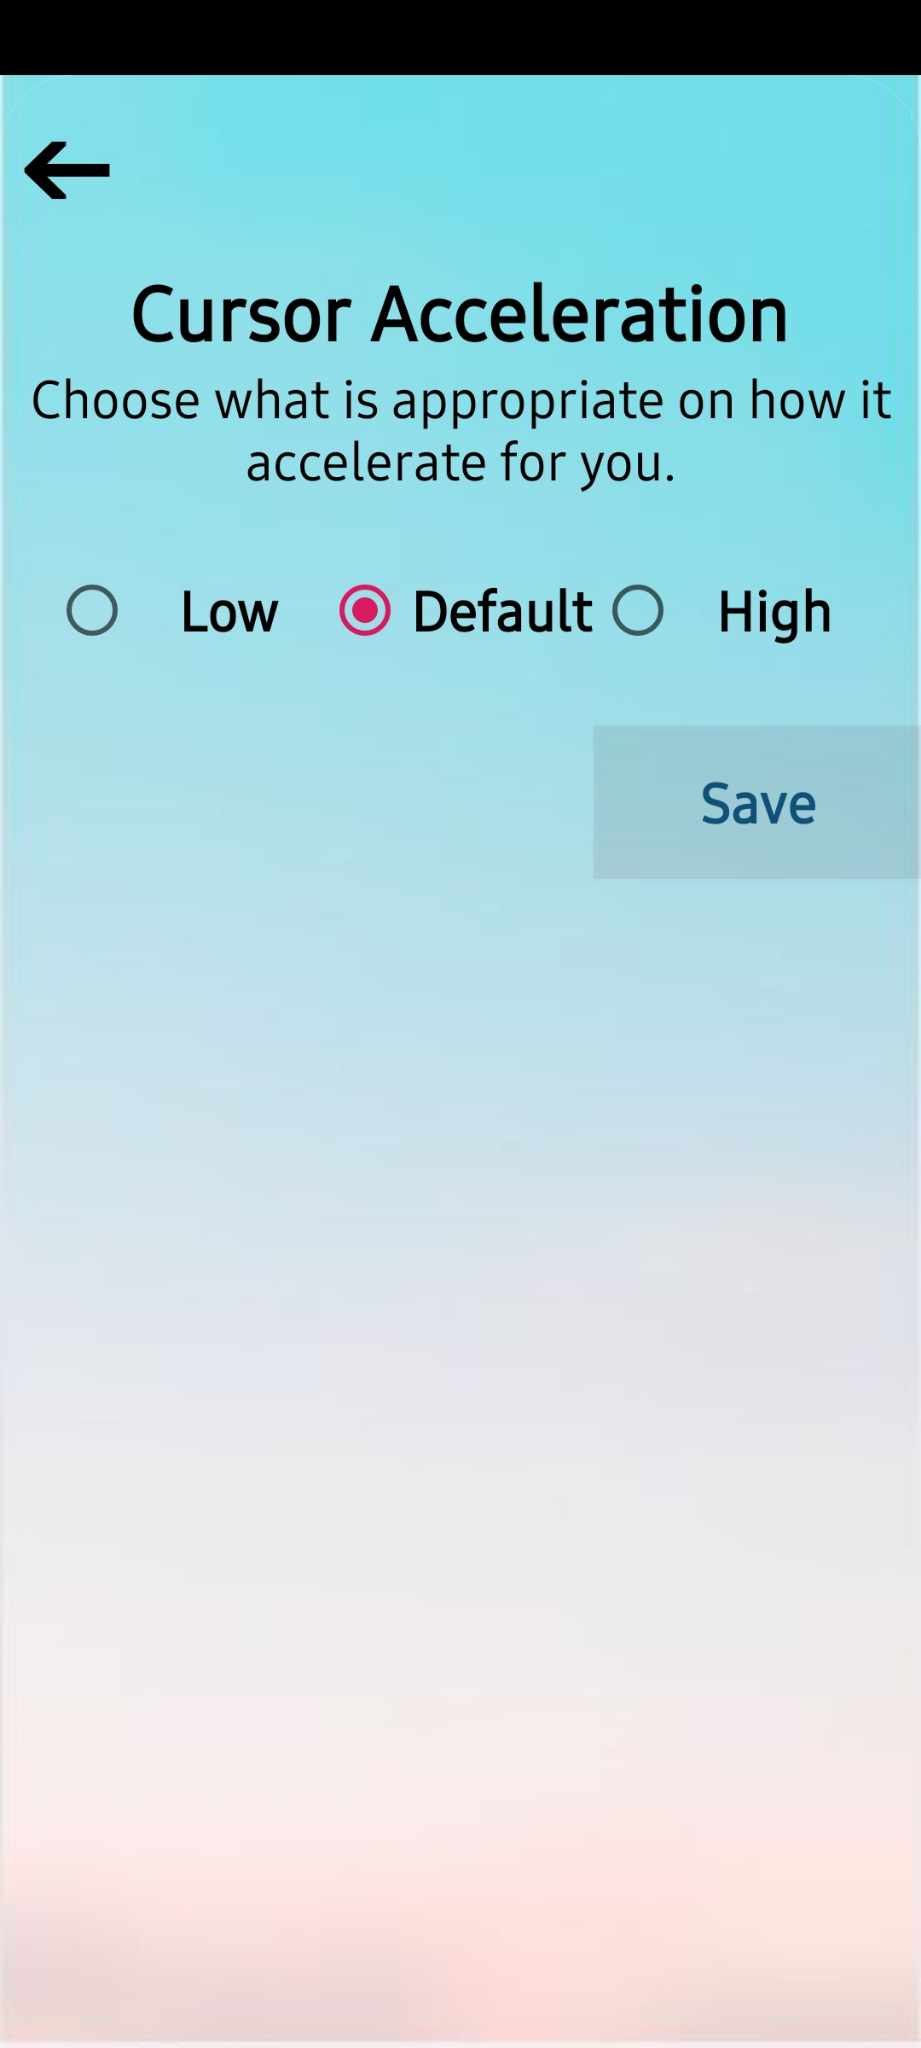 Cursor Acceleration
Choose what is appropriate on how it
accelerate for you.
Low Default High
Save